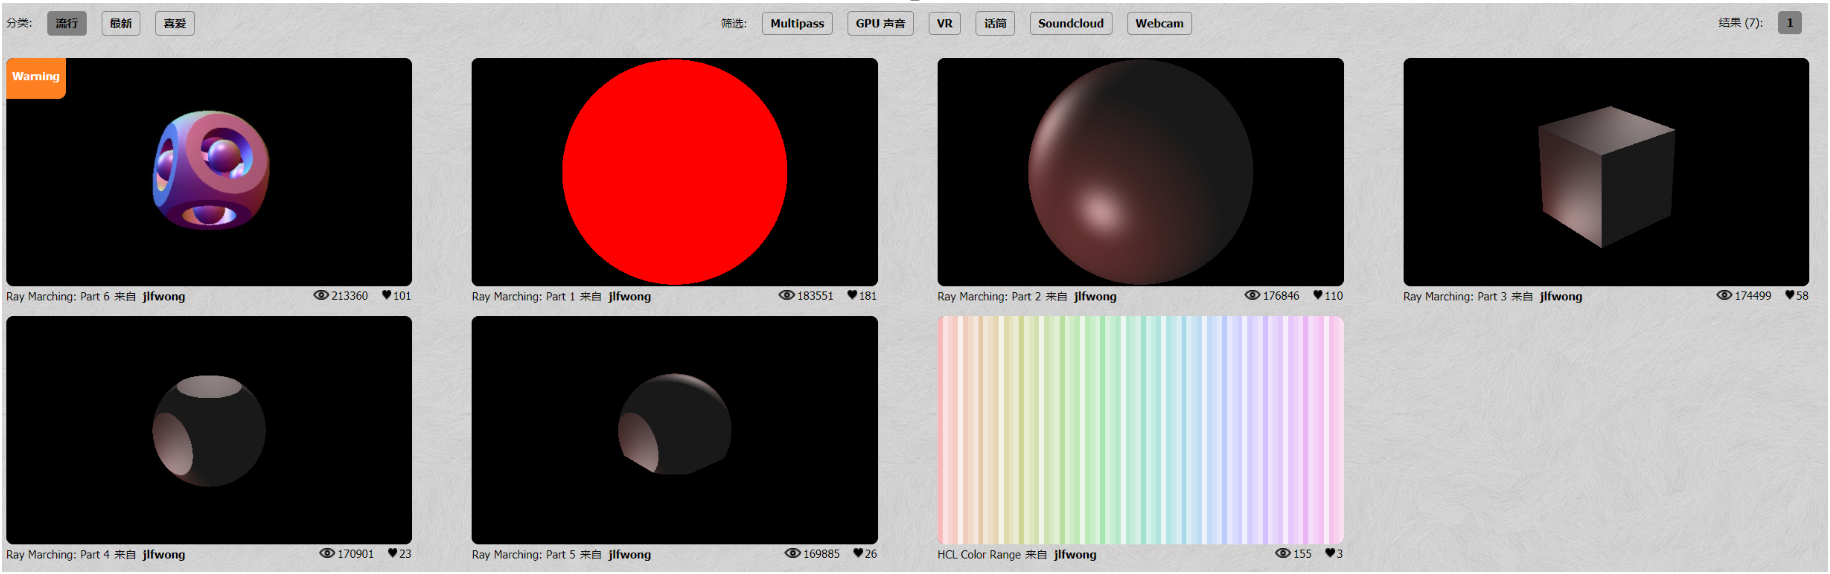 分类: 流行 最新 喜爱 筛选: Multipass GPU 声音 VR 话筒 Soundcloud Webcam 结果 (7): 1
Warning
Ray Marching: Part 6 来自 jlfwong 213360 ♥101
Ray Marching: Part 1 来自 jlfwong 183551 ♥181
Ray Marching: Part 2 来自 jlfwong 176846 ♥110
Ray Marching: Part 3 来自 jlfwong 174499 ♥58
Ray Marching: Part 4 来自 jlfwong 170901 ♥23
Ray Marching: Part 5 来自 jlfwong 169885 ♥26
HCL Color Range 来自 jlfwong 155 ♥3